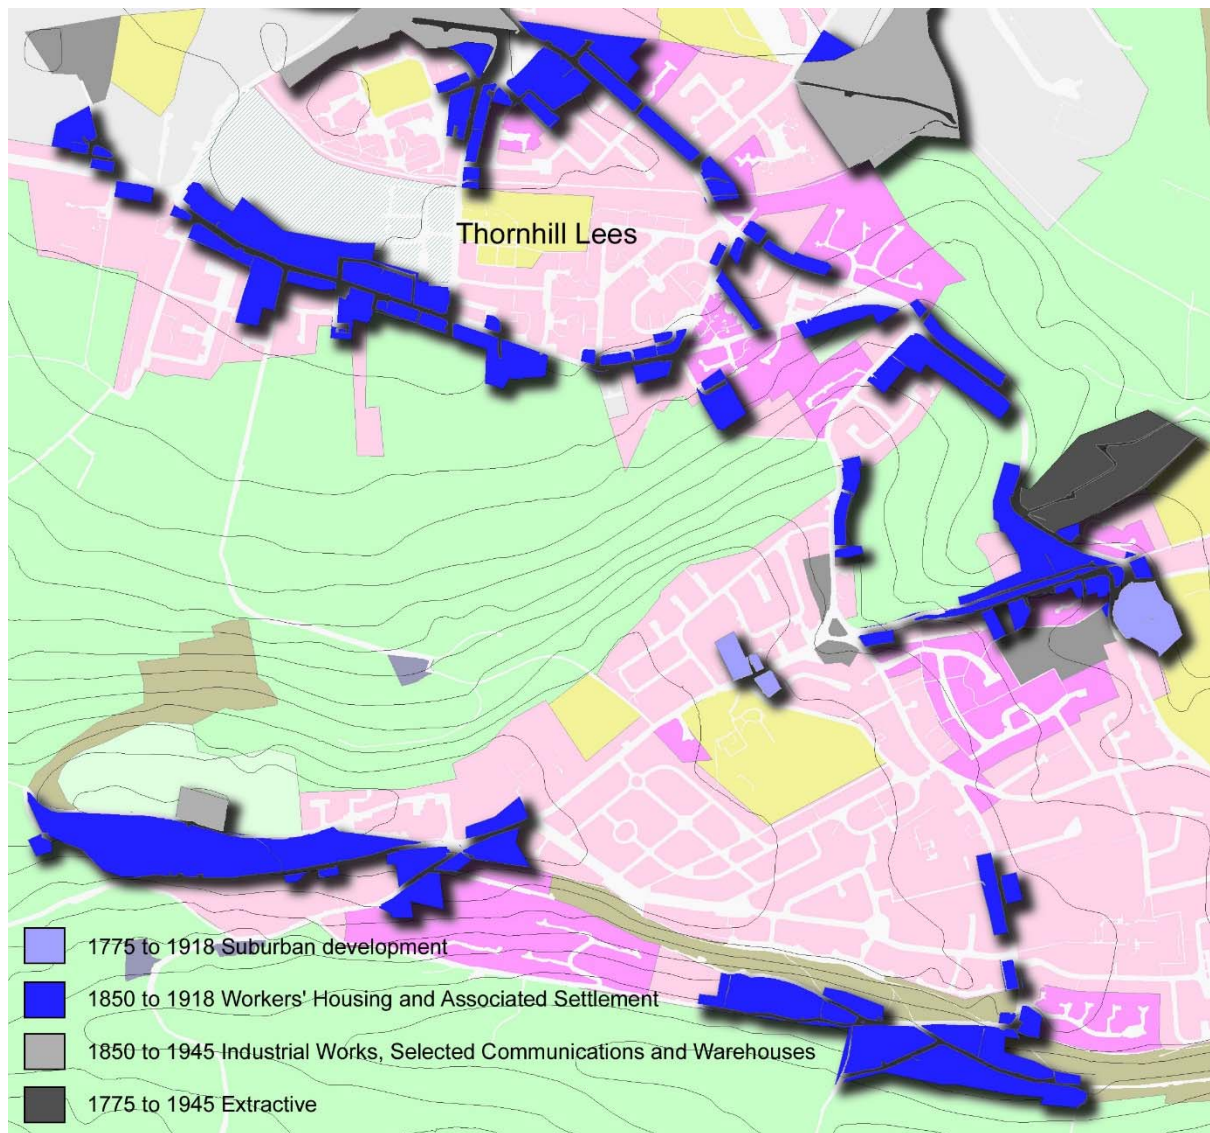 Thornhill Lees
1775 to 1918 Suburban development
1850 to 1918 Workers' Housing and Associated Settlement
1850 to 1945 Industrial Works, Selected Communications and Warehouses
1775 to 1945 Extractive